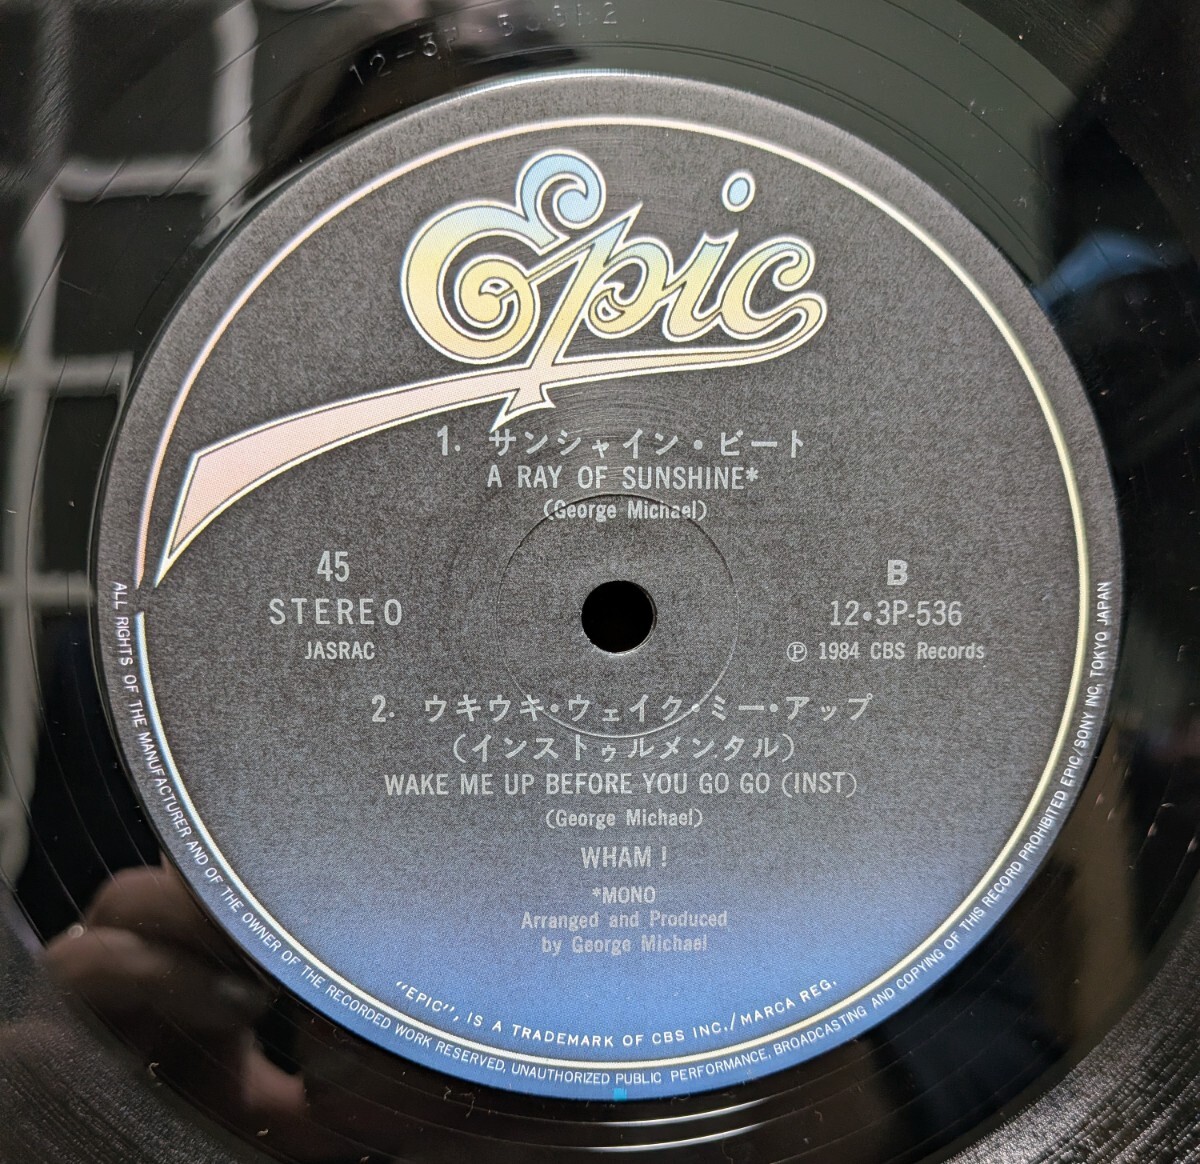 Epic
1. サンシャイン・ビート
A RAY OF SUNSHINE*
(George Michael)
45
STEREO
JASRAC
B
12・3P-536
Ⓟ 1984 CBS Records
2. ウキウキ・ウェイク・ミー・アップ
(インストゥルメンタル)
WAKE ME UP BEFORE YOU GO GO (INST)
(George Michael)
WHAM!
*MONO
Arranged and Produced
by George Michael
"EPIC", IS A TRADEMARK OF CBS INC./MARCA REG.
ALL RIGHTS OF THE MANUFACTURER AND OF THE OWNER OF THE RECORDED WORK RESERVED, UNAUTHORIZED PUBLIC PERFORMANCE, BROADCASTING AND COPYING OF THIS RECORD PROHIBITED EPIC/SONY INC. TOKYO JAPAN